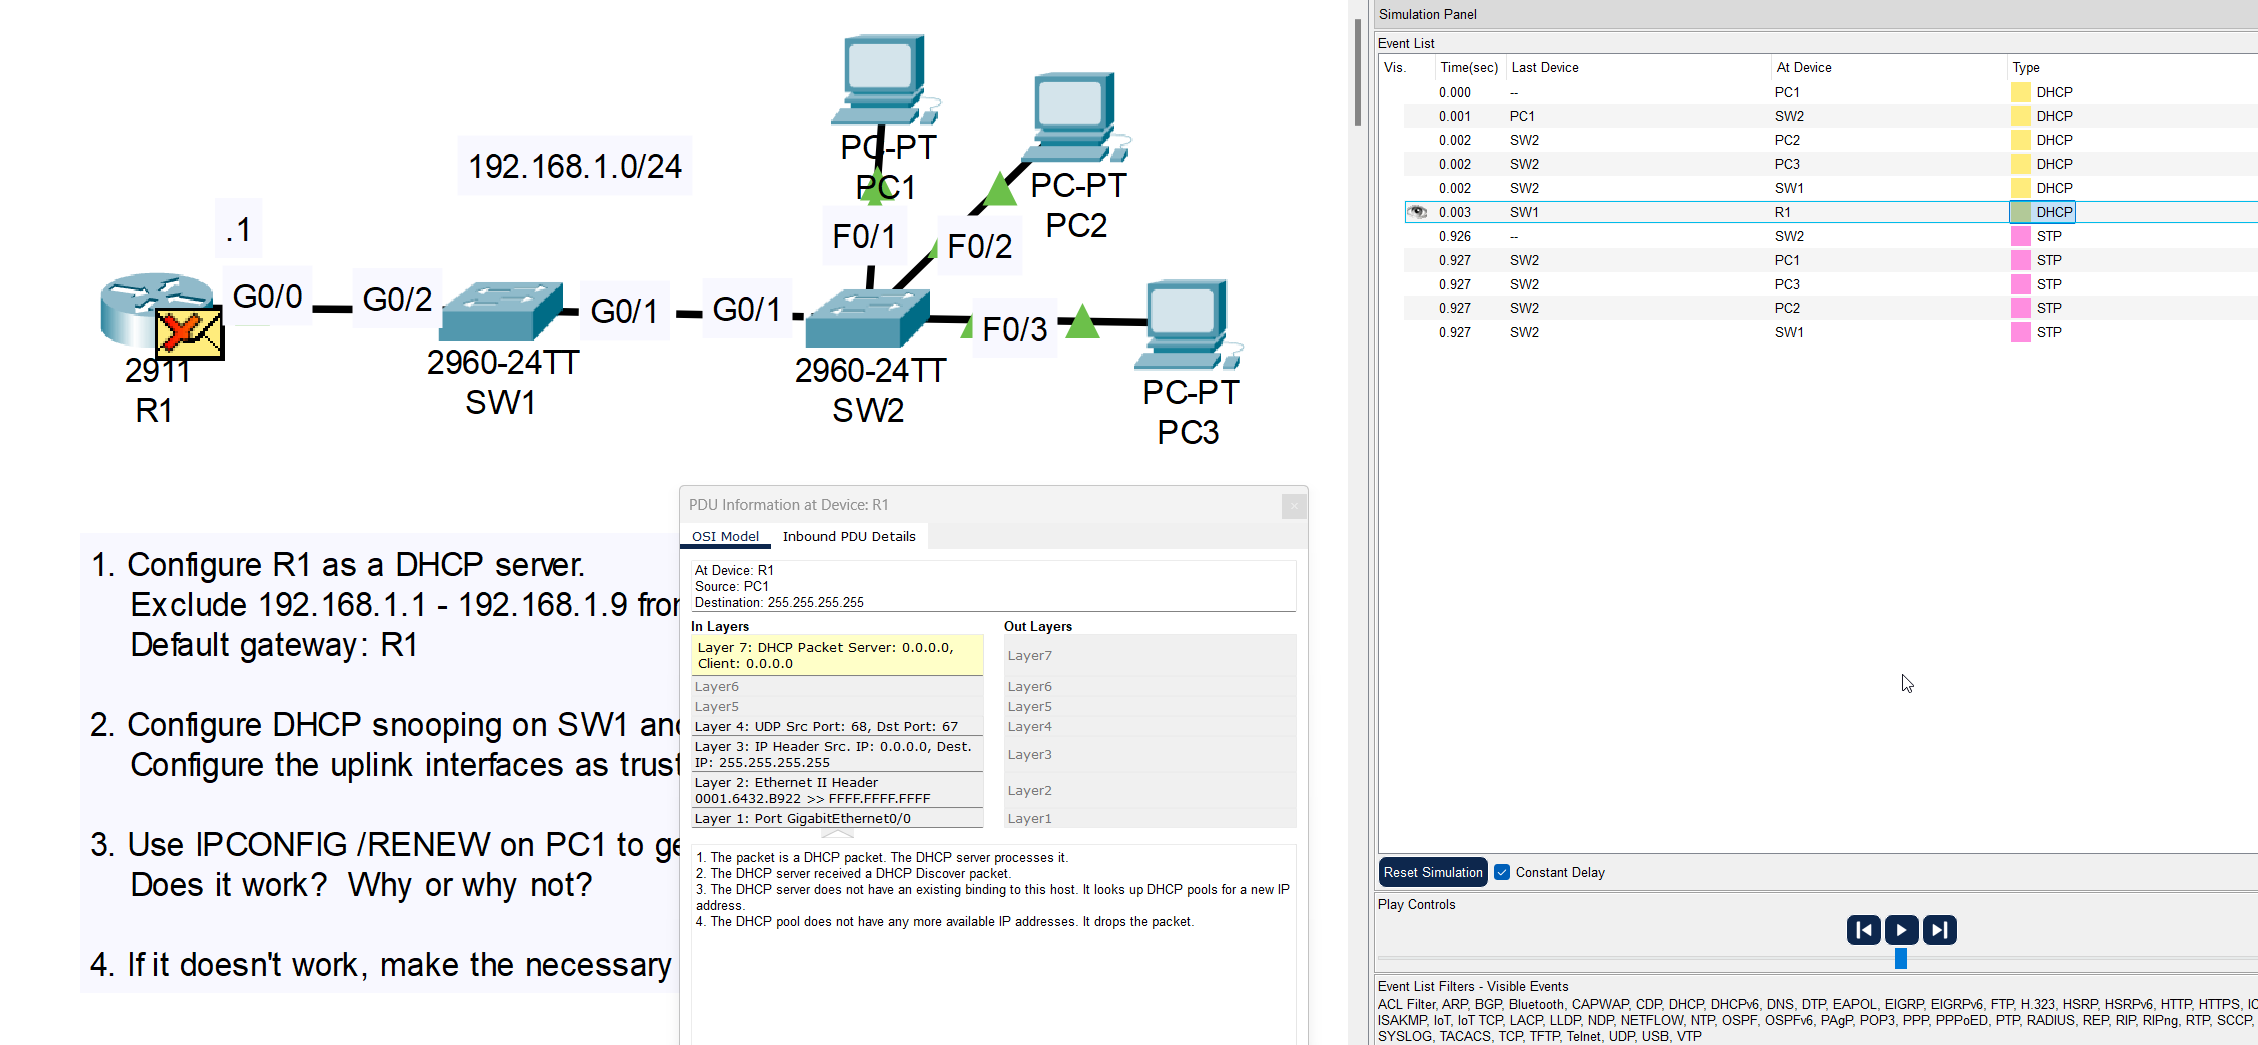 192.168.1.0/24
.1
G0/0
G0/2
G0/1
G0/1
F0/1
F0/2
F0/3
PC-PT
PC1
PC-PT
PC2
PC-PT
PC3
2911
R1
2960-24TT
SW1
2960-24TT
SW2
1. Configure R1 as a DHCP server.
Exclude 192.168.1.1 - 192.168.1.9
Default gateway: R1
2. Configure DHCP snooping on SW1
Configure the uplink interfaces as
3. Use IPCONFIG /RENEW on PC1 to
Does it work? Why or why not?
4. If it doesn't work, make the necessary
PDU Information at Device: R1
OSI Model Inbound PDU Details
At Device: R1
Source: PC1
Destination: 255.255.255.255
In Layers Out Layers
Layer 7: DHCP Packet Server: 0.0.0.0,
Client: 0.0.0.0
Layer6
Layer5
Layer 4: UDP Src Port: 68, Dst Port: 67
Layer 3: IP Header Src. IP: 0.0.0.0, Dest.
IP: 255.255.255.255
Layer 2: Ethernet II Header
0001.6432.B922 >> FFFF.FFFF.FFFF
Layer 1: Port GigabitEthernet0/0
Layer7
Layer6
Layer5
Layer4
Layer3
Layer2
Layer1
1. The packet is a DHCP packet. The DHCP server processes it.
2. The DHCP server received a DHCP Discover packet.
3. The DHCP server does not have an existing binding to this host. It looks up DHCP pools for a new IP
address.
4. The DHCP pool does not have any more available IP addresses. It drops the packet.
Simulation Panel
Event List
Vis. Time(sec) Last Device At Device Type
0.000 -- PC1 DHCP
0.001 PC1 SW2 DHCP
0.002 SW2 PC2 DHCP
0.002 SW2 PC3 DHCP
0.002 SW2 SW1 DHCP
0.003 SW1 R1 DHCP
0.926 -- SW2 STP
0.927 SW2 PC1 STP
0.927 SW2 PC3 STP
0.927 SW2 PC2 STP
0.927 SW2 SW1 STP
Reset Simulation Constant Delay
Play Controls
Event List Filters - Visible Events
ACL Filter, ARP, BGP, Bluetooth, CAPWAP, CDP, DHCP, DHCPv6, DNS, DTP, EAPOL, EIGRP, EIGRPv6, FTP, H.323, HSRP, HSRPv6, HTTP, HTTPS,
ISAKMP, IoT, IoT TCP, LACP, LLDP, NDP, NETFLOW, NTP, OSPF, OSPFv6, PAgP, POP3, PPP, PPPoED, PTP, RADIUS, REP, RIP, RIPng, RTP, SCCP,
SYSLOG, TACACS, TCP, TFTP, Telnet, UDP, USB, VTP